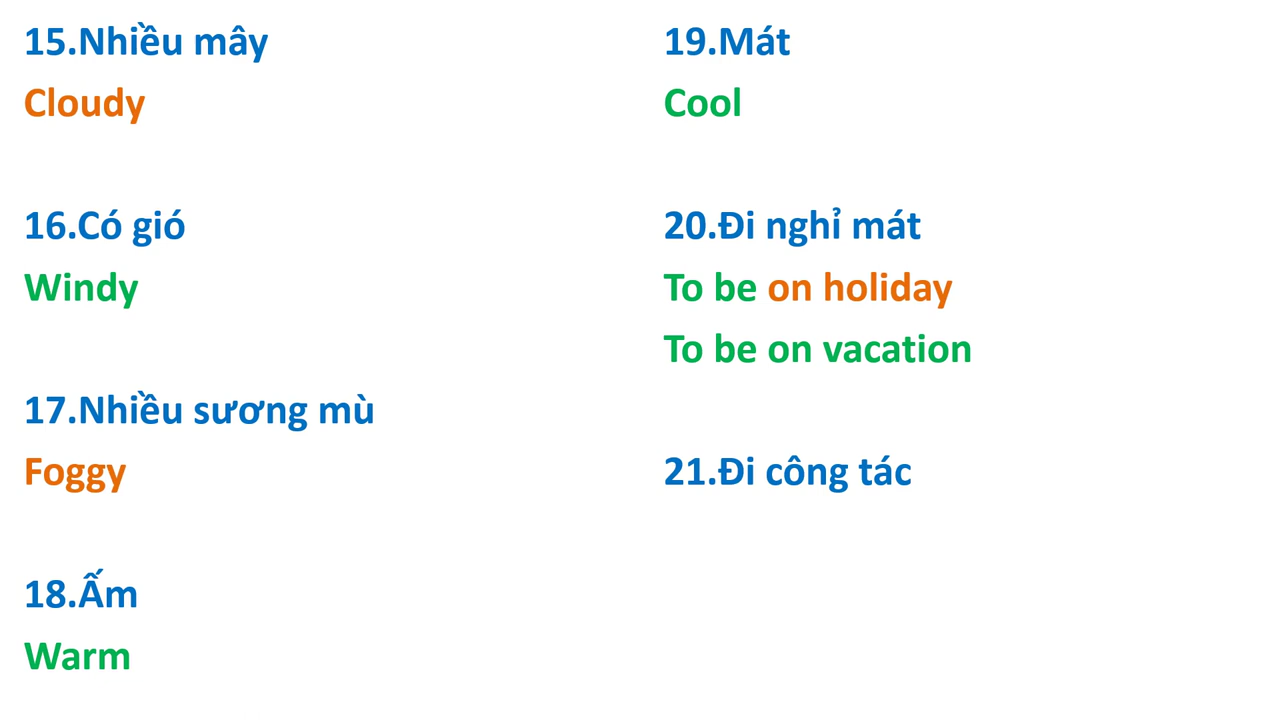 15.Nhiều mây
Cloudy
16.Có gió
Windy
17.Nhiều sương mù
Foggy
18.Ấm
Warm
19.Mát
Cool
20.Đi nghỉ mát
To be on holiday
To be on vacation
21.Đi công tác